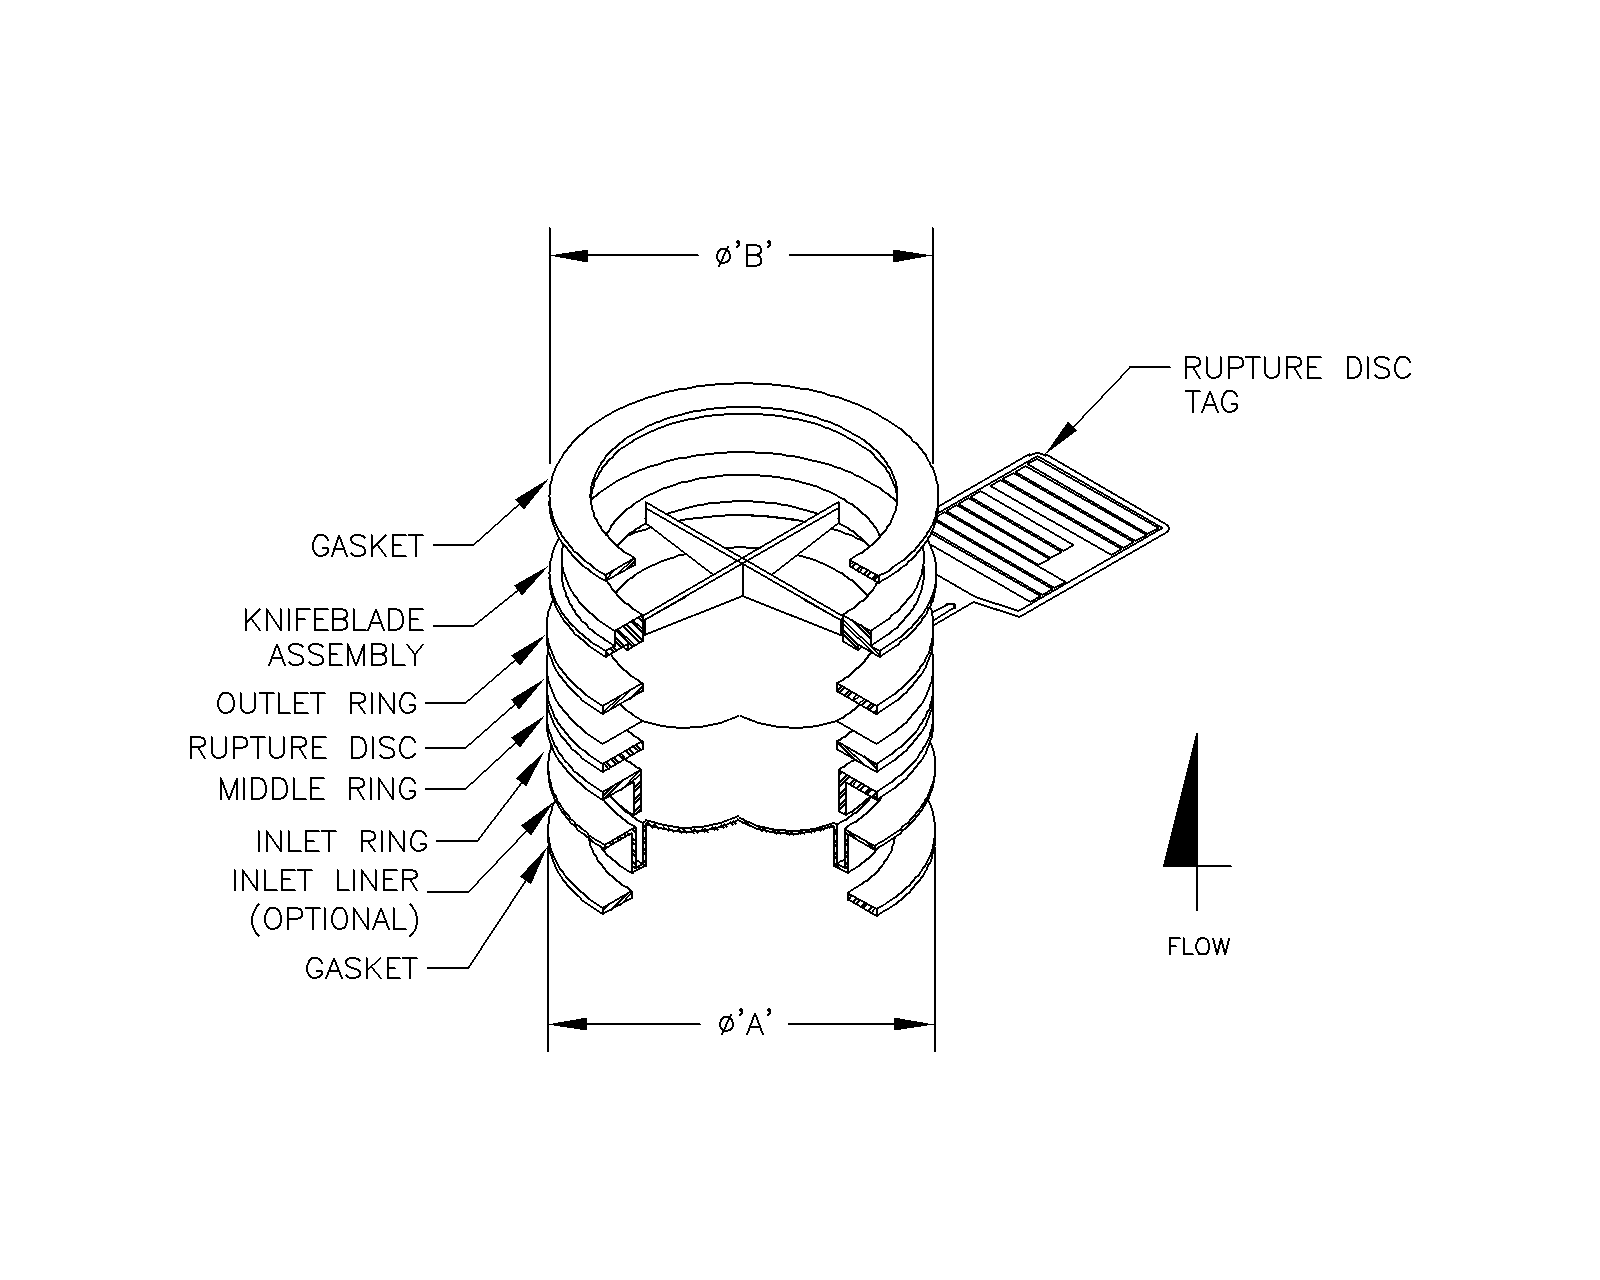 ø'B'
RUPTURE DISC
TAG
GASKET
KNIFEBLADE
ASSEMBLY
OUTLET RING
RUPTURE DISC
MIDDLE RING
INLET RING
INLET LINER
(OPTIONAL)
GASKET
FLOW
ø'A'